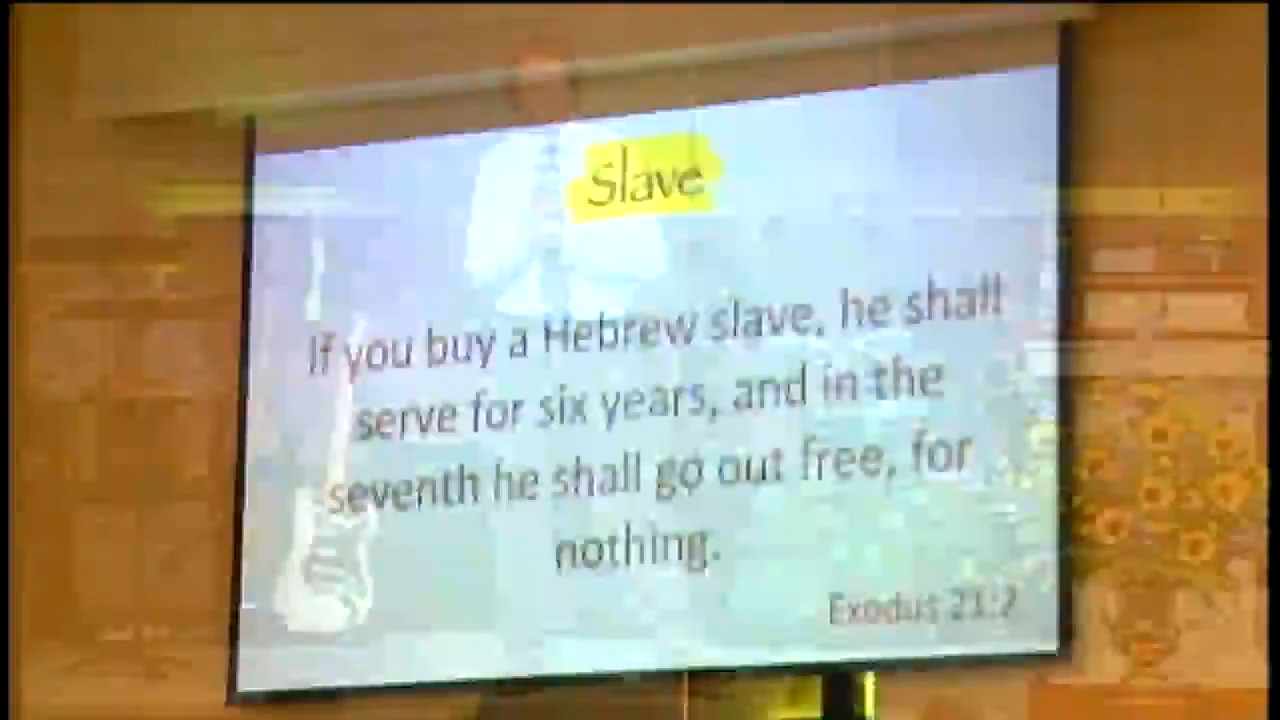 Slave
If you buy a Hebrew slave, he shall
serve for six years, and in the
seventh he shall go out free, for
nothing.
Exodus 21:2